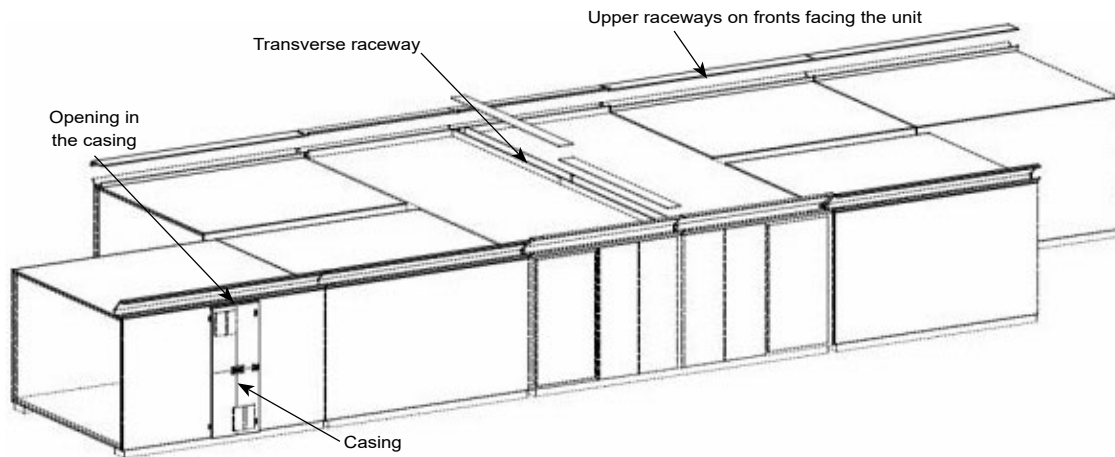 Upper raceways on fronts facing the unit
Transverse raceway
Opening in
the casing
Casing